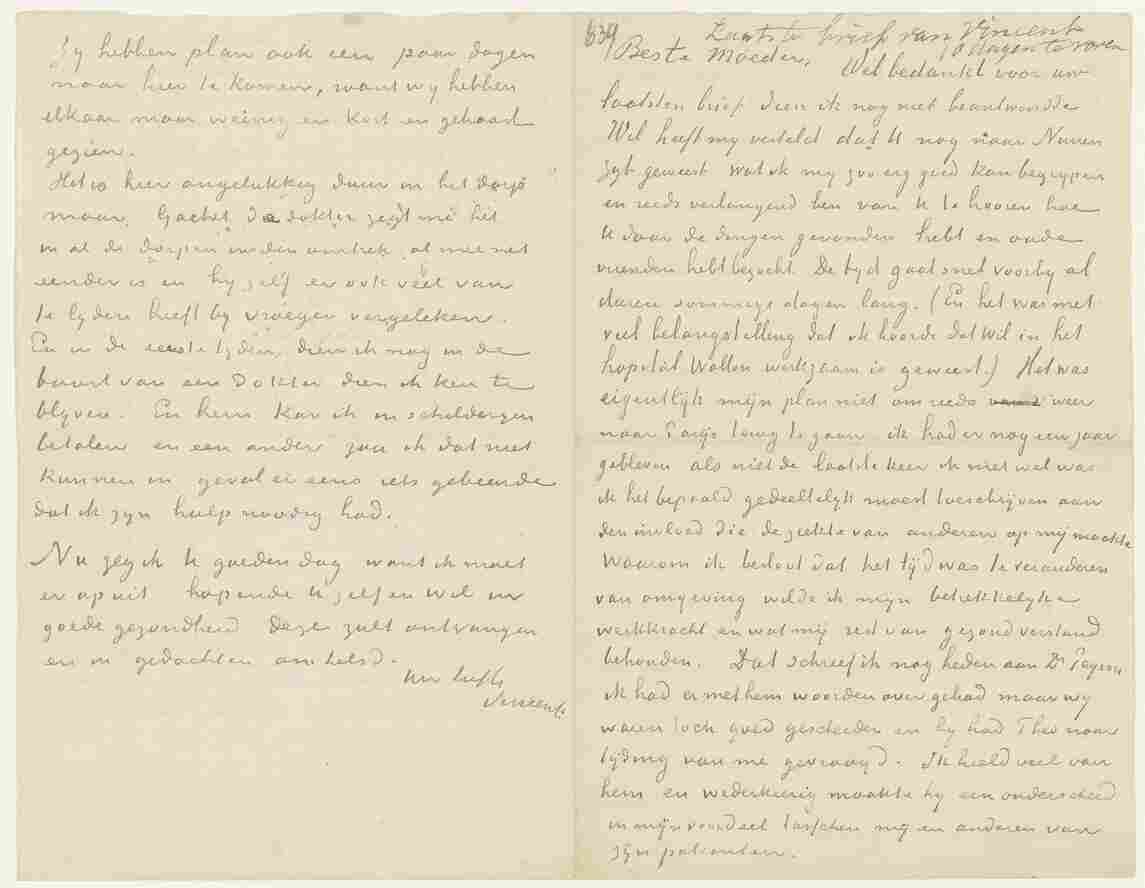 639
Laatste brief van Vincent
10 dagen te voren
Beste Moeder,
Wel bedankt voor uw
laatsten brief dien ik nog niet beantwoordde
Wil heeft mij verteld dat U nog naar Nunen
zyt geweest wat ik my zoo erg goed kan begrypen
en reeds verlangend ben van U te hooren hoe
U daar de dingen gevonden hebt en oude
vrienden hebt bezocht. De tyd gaat snel voorby al
duren sommige dagen lang. (En het was met
veel belangstelling dat ik hoorde dat Wil in het
hopital Wallon werkzaam is geweest.) Het was
eigentlyk mijn plan niet om reeds weer
naar Parijs terug te gaan ik had er nog een jaar
gebleven als niet de laatste keer ik niet wel was
ik het bepaald gedeeltelyk moest toeschrijven aan
den invloed die de ziekte van anderen op mij maakte
Waarom ik besloot dat het tijd was te veranderen
van omgeving wilde ik mijn betrekkelyke
werkkracht en wat mij rest van gezond verstand
behouden. Dat schreef ik nog heden aan Dr Peyron
ik had er met hem woorden over gehad maar wy
waren toch goed gescheiden en hy had Theo naar
tijding van me gevraagd. Ik hield veel van
hem en wederkeerig maakte hy een onderscheid
in mijn voordeel tusschen mij en anderen van
zijn patienten.
Zy hebben plan ook een paar dagen
naar hier te komen, want wy hebben
elkaar maar weinig en kort en gehaast
gezien.
Het is hier ongelukkig duur in het dorp
maar Gachet, de dokter zegt me het
in al de dorpen in den omtrek al mee net
eender is en hy zelf er ook veel van
te lyden heeft by vroeger vergeleken.
En in de eerste tyden dien ik nog in de
buurt van een Dokter dien ik ken te
blyven. En hem kan ik in schilderyen
betalen en een ander zou ik dat niet
kunnen in geval er eens iets gebeurde
dat ik zyn hulp noodig had.
Nu zeg ik U goeden dag want ik moet
er op uit hopende U zelf en Wil in
goede gezondheid deze zult ontvangen
en in gedachten omhelsd.
Uw liefh
Vincent.